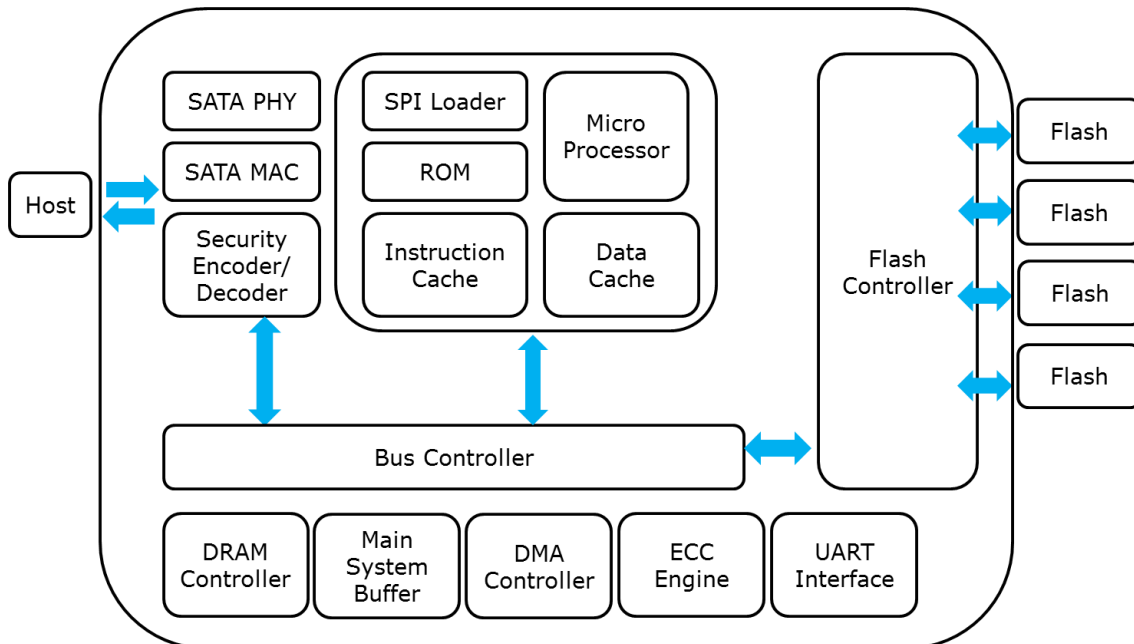 Host
SATA PHY
SATA MAC
Security
Encoder/
Decoder
SPI Loader
ROM
Instruction
Cache
Micro
Processor
Data
Cache
Flash
Controller
Flash
Flash
Flash
Flash
Bus Controller
DRAM
Controller
Main
System
Buffer
DMA
Controller
ECC
Engine
UART
Interface